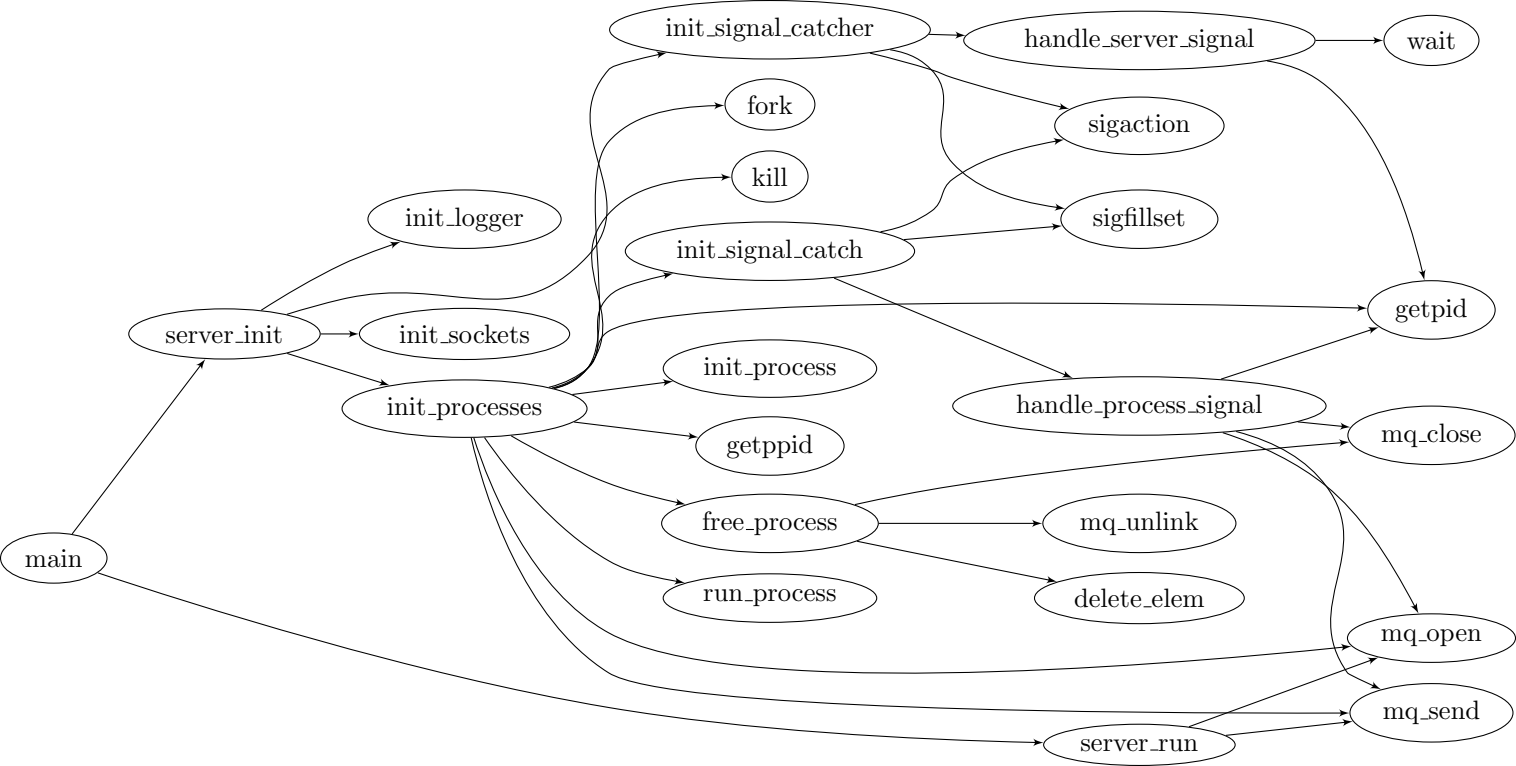 init_signal_catcher
handle_server_signal
wait
fork
sigaction
kill
init_logger
sigfillset
init_signal_catch
getpid
server_init
init_sockets
init_process
init_processes
handle_process_signal
getppid
mq_close
free_process
mq_unlink
main
run_process
delete_elem
mq_open
mq_send
server_run